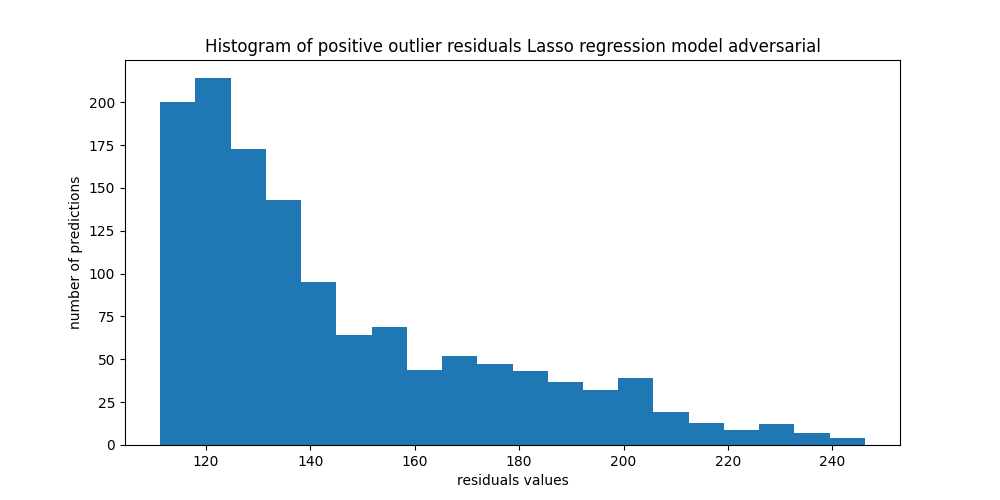 Histogram of positive outlier residuals Lasso regression model adversarial
number of predictions
200
175
150
125
100
75
50
25
0
120 140 160 180 200 220 240
residuals values